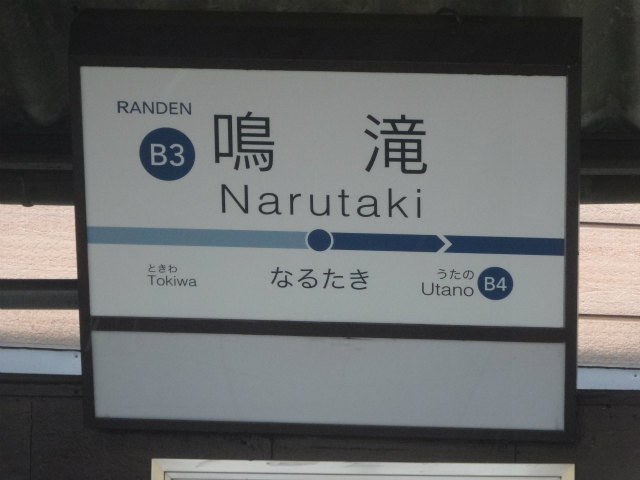 RANDEN
B3 鳴滝
Narutaki
ときわ
Tokiwa
なるたき
うたの
Utano B4